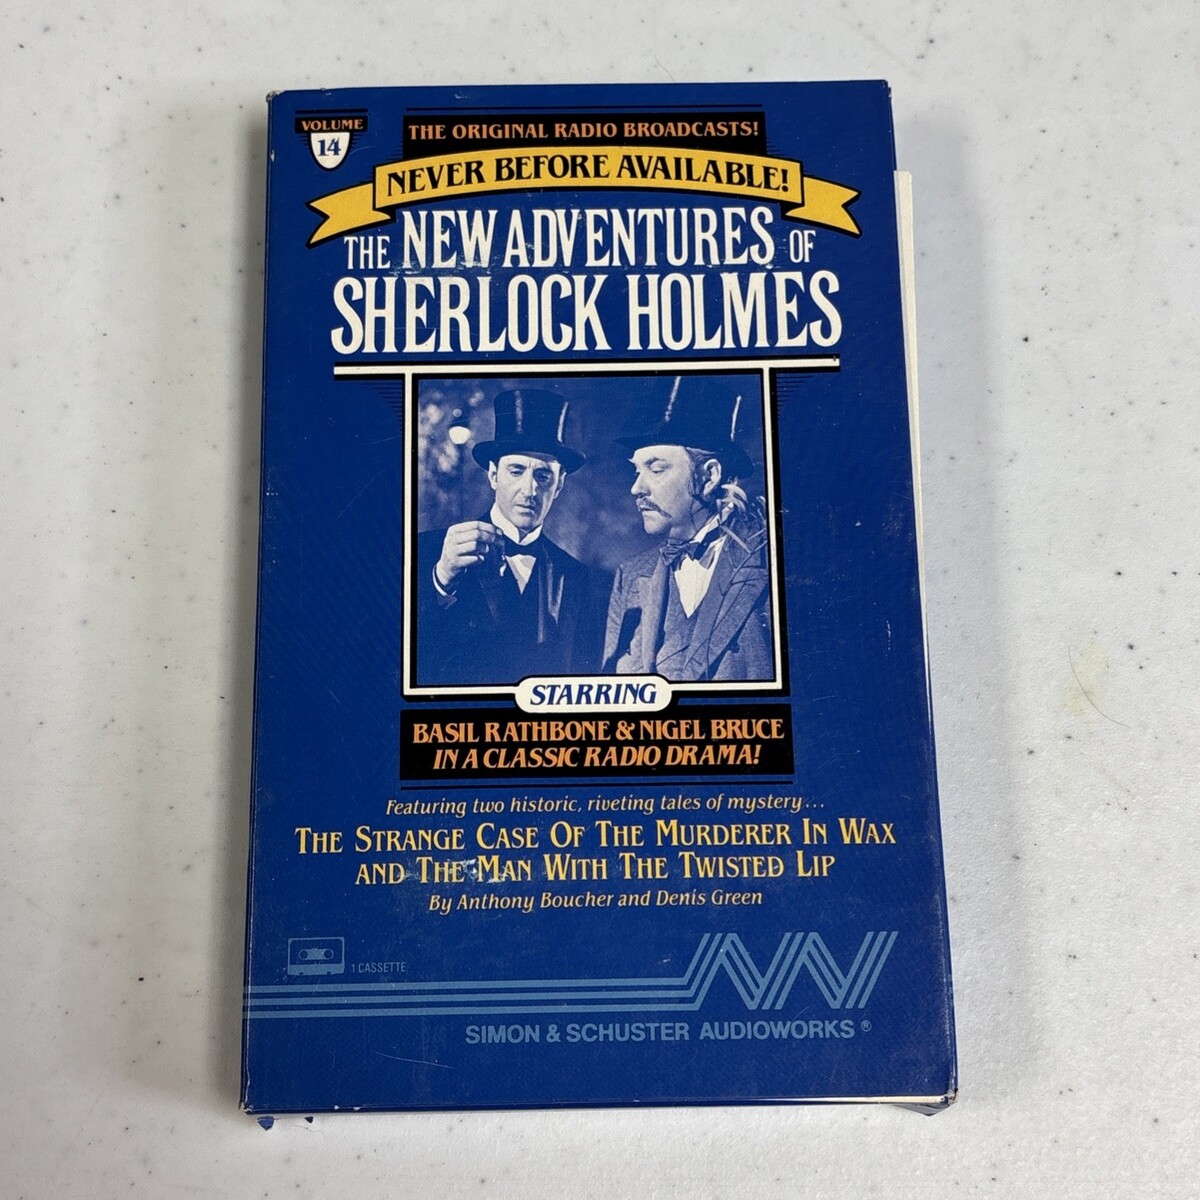 VOLUME
14
THE ORIGINAL RADIO BROADCASTS!
NEVER BEFORE AVAILABLE!
THE NEW ADVENTURES OF
SHERLOCK HOLMES
STARRING
BASIL RATHBONE & NIGEL BRUCE
IN A CLASSIC RADIO DRAMA!
Featuring two historic, riveting tales of mystery...
THE STRANGE CASE OF THE MURDERER IN WAX
AND THE MAN WITH THE TWISTED LIP
By Anthony Boucher and Denis Green
1 CASSETTE
SIMON & SCHUSTER AUDIOWORKS®